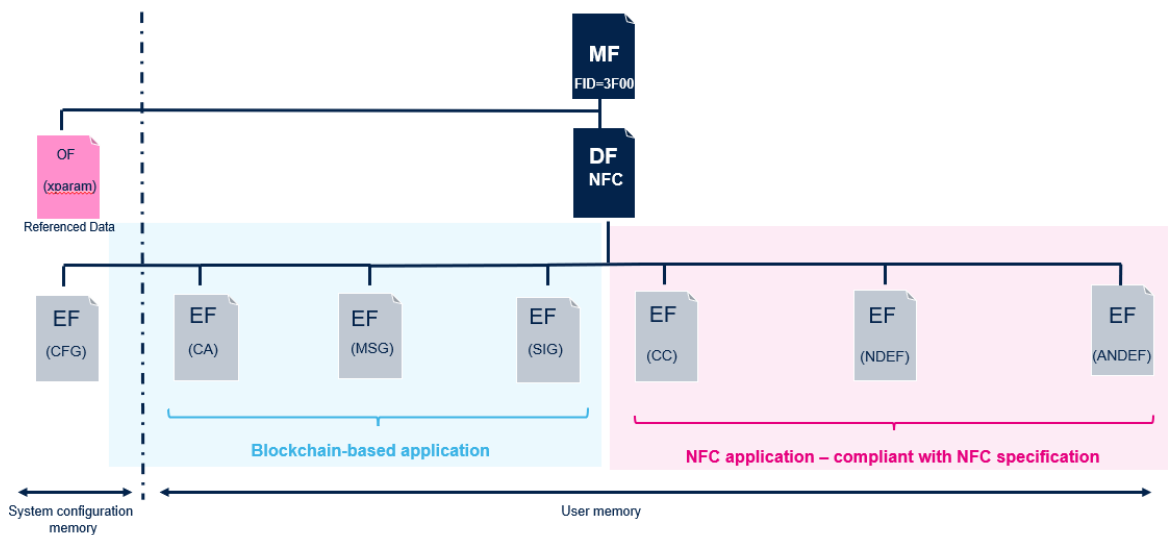 MF
FID=3F00
OF
(xparam)
Referenced Data
DF
NFC
EF
(CFG)
EF
(CA)
EF
(MSG)
EF
(SIG)
EF
(CC)
EF
(NDEF)
EF
(ANDEF)
Blockchain-based application
NFC application – compliant with NFC specification
System configuration
memory
User memory